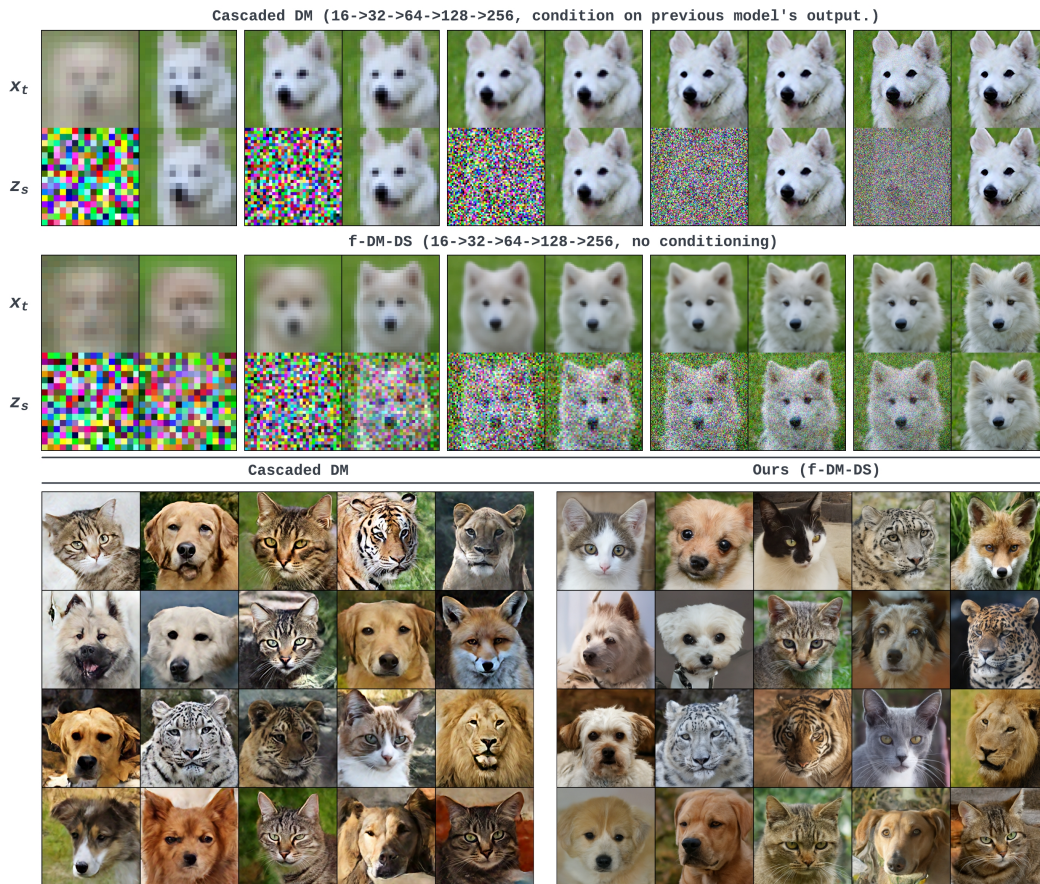 Cascaded DM (16->32->64->128->256, condition on previous model's output.)
x_t
z_s
f-DM-DS (16->32->64->128->256, no conditioning)
x_t
z_s
Cascaded DM
Ours (f-DM-DS)